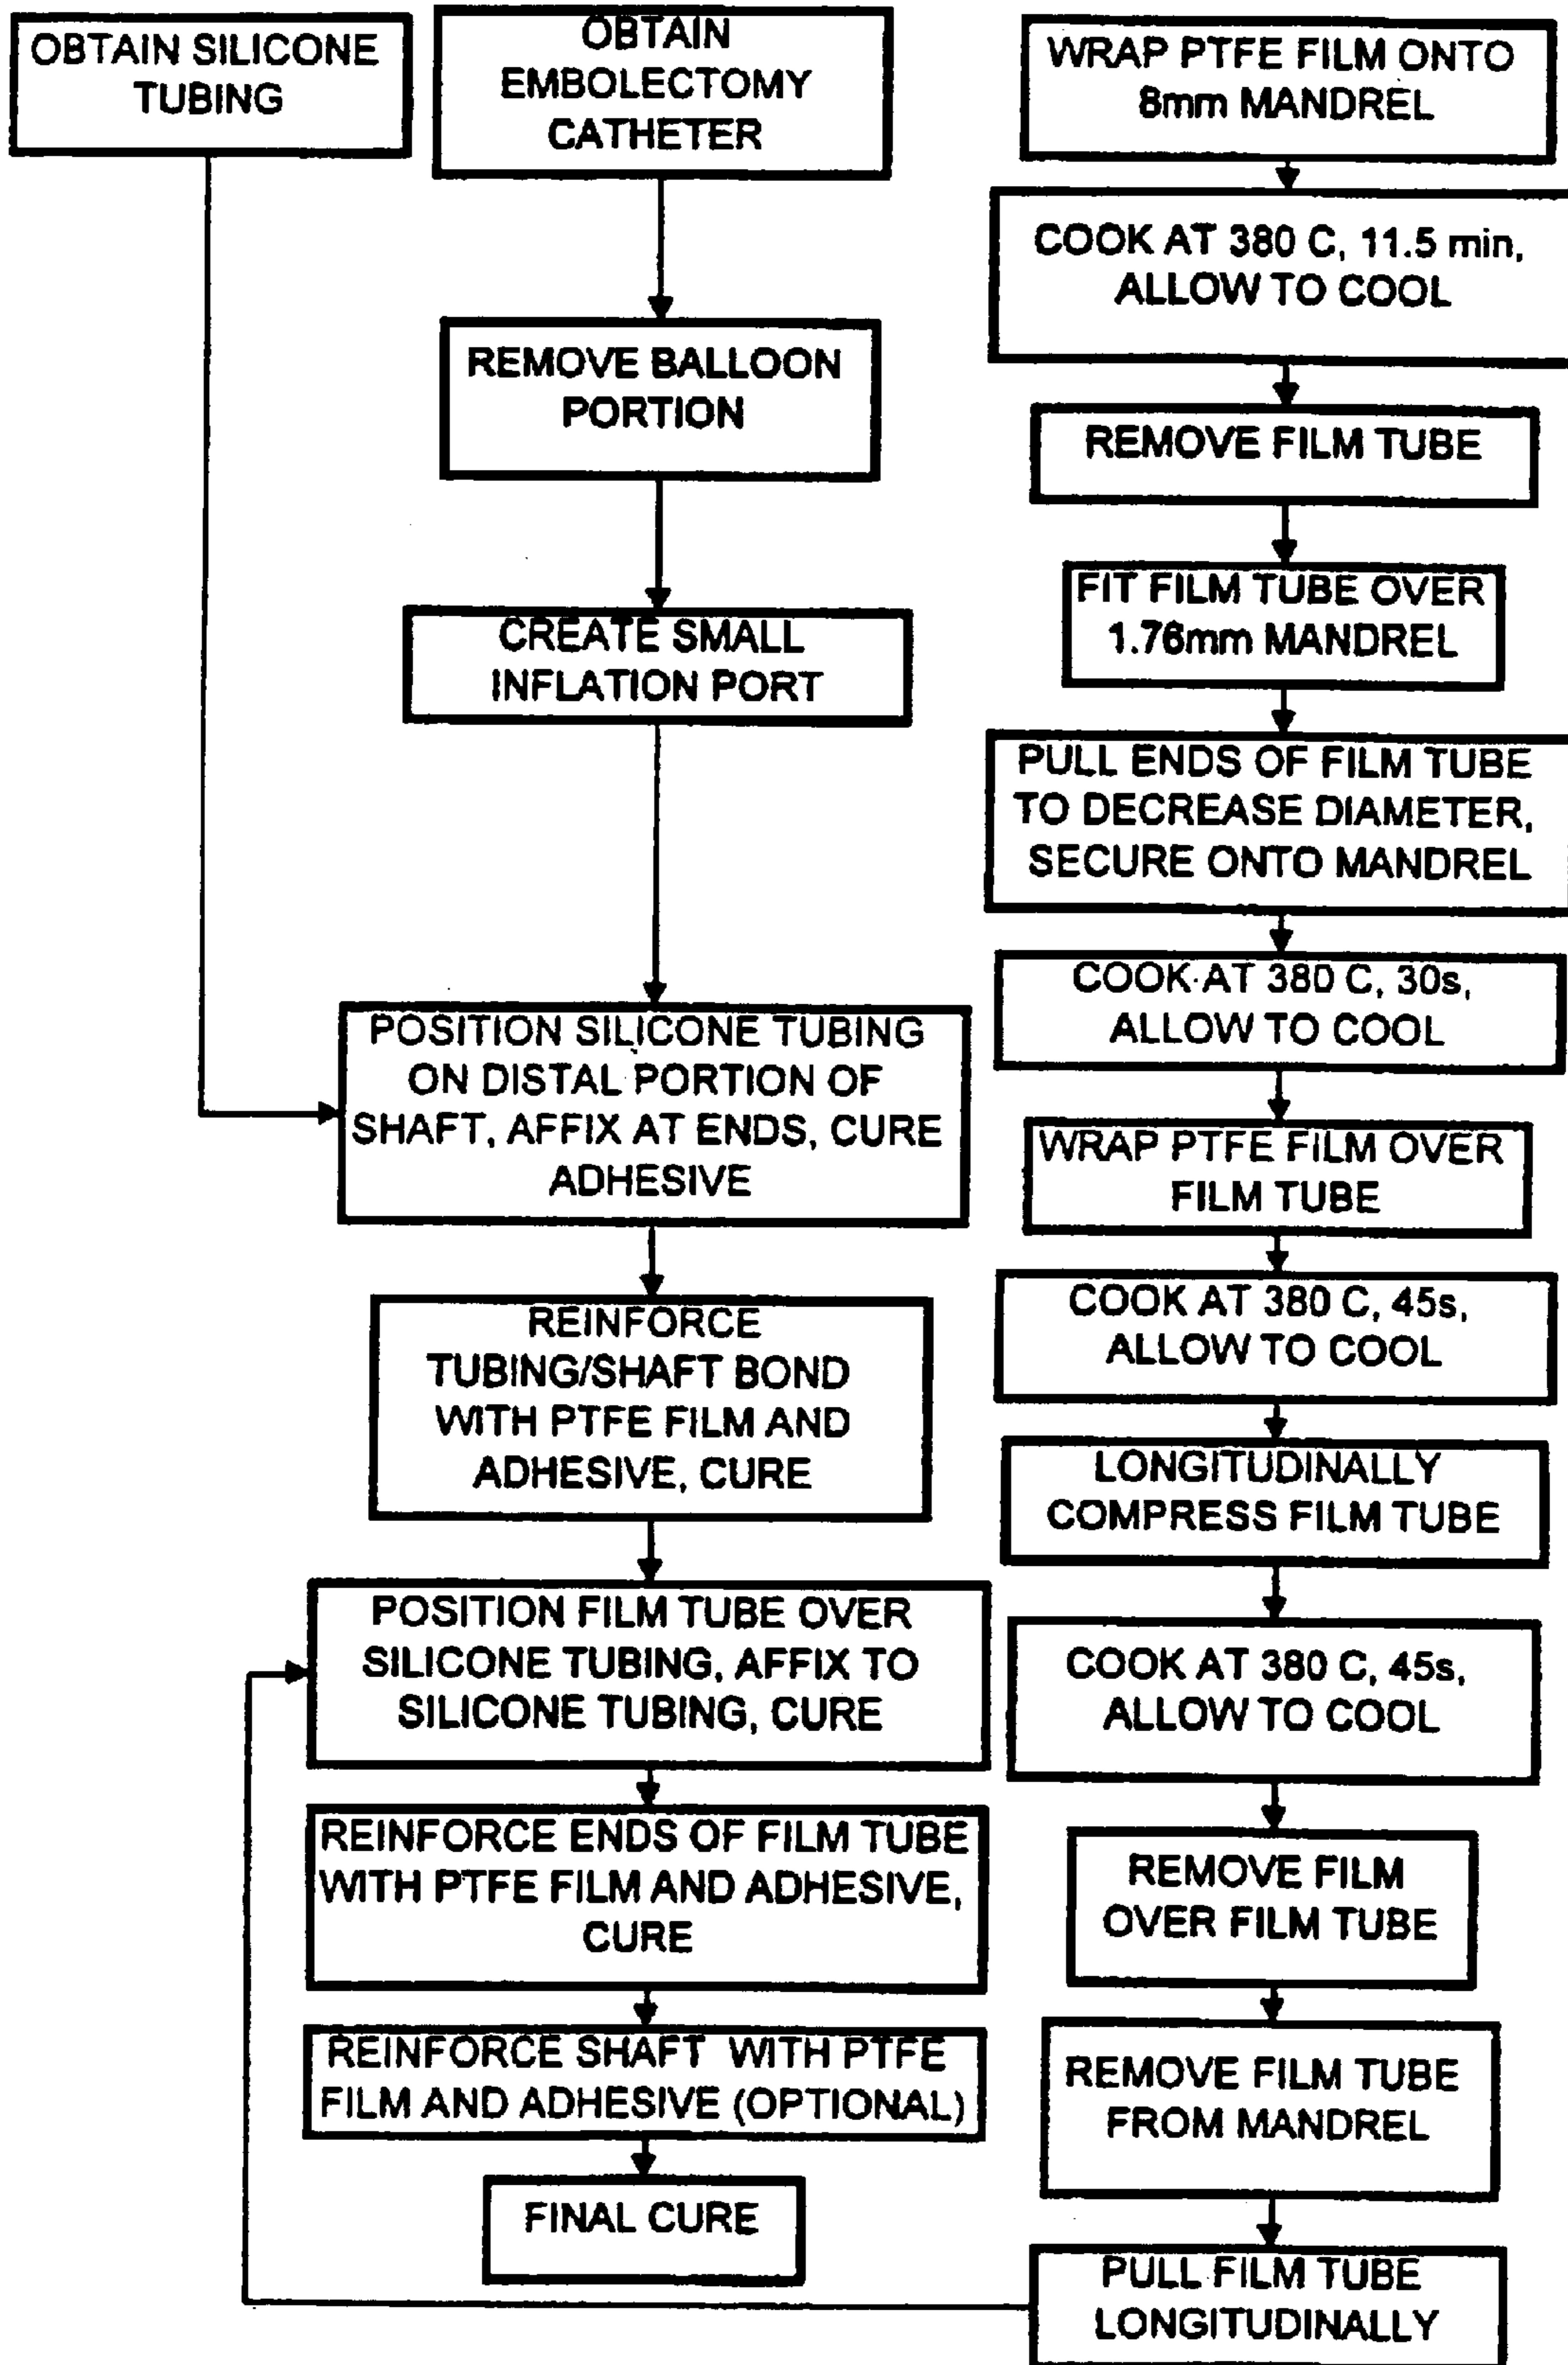 OBTAIN SILICONE
TUBING
OBTAIN
EMBOLECTOMY
CATHETER
REMOVE BALLOON
PORTION
CREATE SMALL
INFLATION PORT
POSITION SILICONE TUBING
ON DISTAL PORTION OF
SHAFT, AFFIX AT ENDS, CURE
ADHESIVE
REINFORCE
TUBING/SHAFT BOND
WITH PTFE FILM AND
ADHESIVE, CURE
POSITION FILM TUBE OVER
SILICONE TUBING, AFFIX TO
SILICONE TUBING, CURE
REINFORCE ENDS OF FILM TUBE
WITH PTFE FILM AND ADHESIVE,
CURE
REINFORCE SHAFT WITH PTFE
FILM AND ADHESIVE (OPTIONAL)
FINAL CURE
WRAP PTFE FILM ONTO
8mm MANDREL
COOK AT 380 C, 11.5 min,
ALLOW TO COOL
REMOVE FILM TUBE
FIT FILM TUBE OVER
1.76mm MANDREL
PULL ENDS OF FILM TUBE
TO DECREASE DIAMETER,
SECURE ONTO MANDREL
COOK AT 380 C, 30s,
ALLOW TO COOL
WRAP PTFE FILM OVER
FILM TUBE
COOK AT 380 C, 45s,
ALLOW TO COOL
LONGITUDINALLY
COMPRESS FILM TUBE
COOK AT 380 C, 45s,
ALLOW TO COOL
REMOVE FILM
OVER FILM TUBE
REMOVE FILM TUBE
FROM MANDREL
PULL FILM TUBE
LONGITUDINALLY